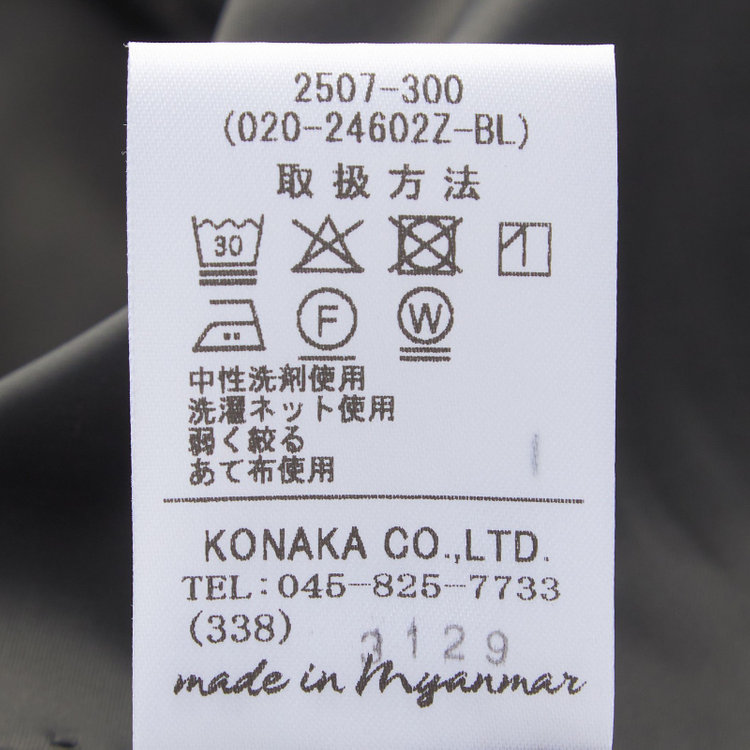 2507-300
(020-24602Z-BL)
取扱方法
30
F W
中性洗剤使用
洗濯ネット使用
弱く絞る
あて布使用
KONAKA CO.,LTD.
TEL:045-825-7733
(338)
3129
made in Myanmar